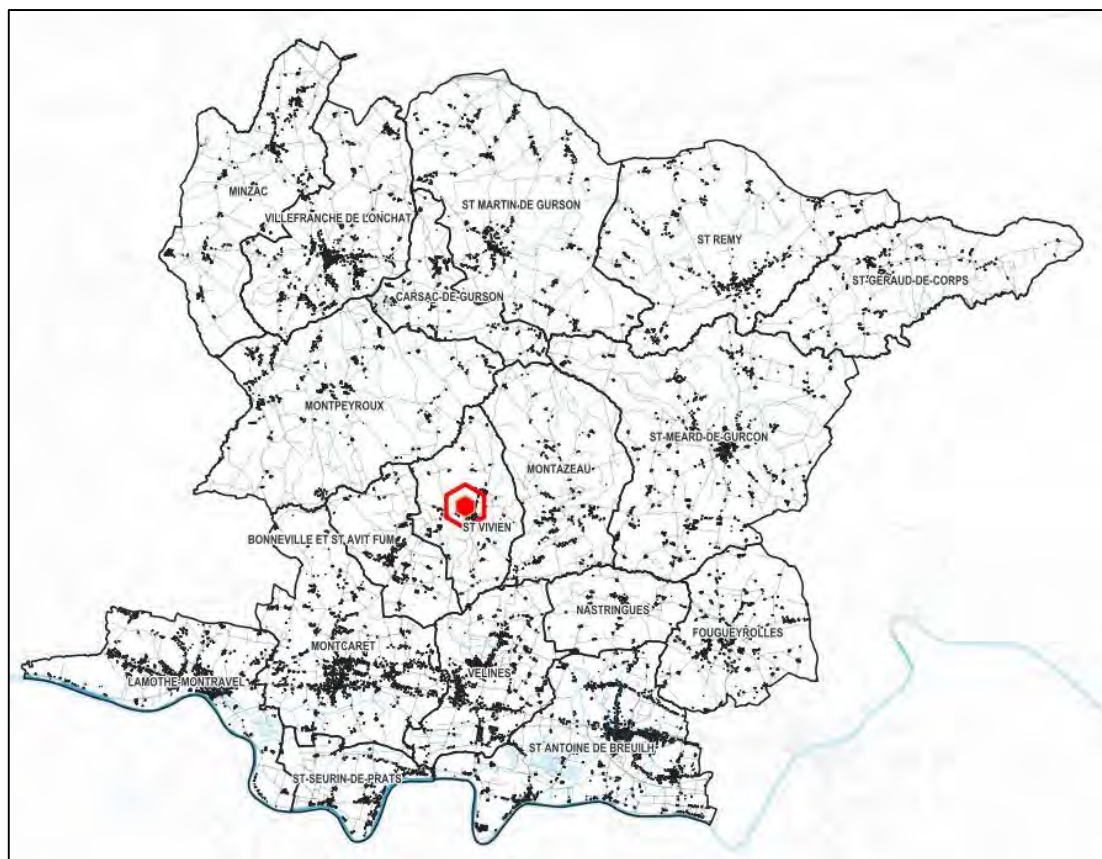 MINZAC
VILLEFRANCHE DE LONCHAT
ST MARTIN DE GURSON
ST REMY
ST-GERAUD-DE-CORPS
CARSAC-DE-GURSON
MONTPEYROUX
ST-MEARD-DE-GURCON
MONTAZEAU
ST VIVIEN
BONNEVILLE ET ST AVIT FUM
NASTRINGUES
FOUGUEYROLLES
MONTCARET
VELINES
LAMOTHE-MONTRAVEL
ST ANTOINE DE BREUILH
ST-SEURIN-DE-PRATS